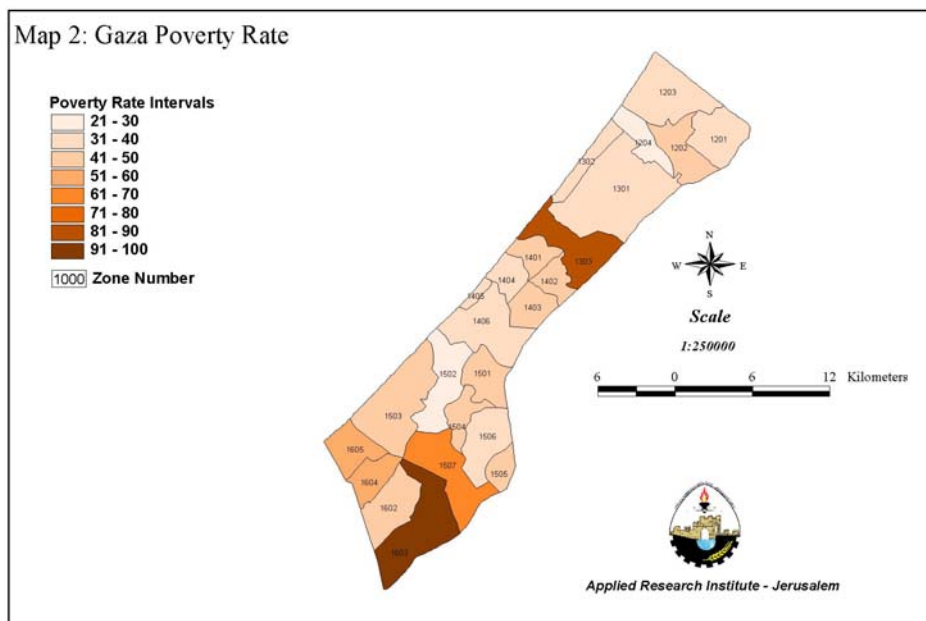 Map 2: Gaza Poverty Rate
Poverty Rate Intervals
21 - 30
31 - 40
41 - 50
51 - 60
61 - 70
71 - 80
81 - 90
91 - 100
1000 Zone Number
1203
1204
1202
1201
1302
1301
1303
1401
1404
1402
1405
1403
1406
1502
1501
1503
1504
1506
1605
1507
1505
1604
1602
N
W E
S
Scale
1:250000
6 0 6 12 Kilometers
Applied Research Institute - Jerusalem